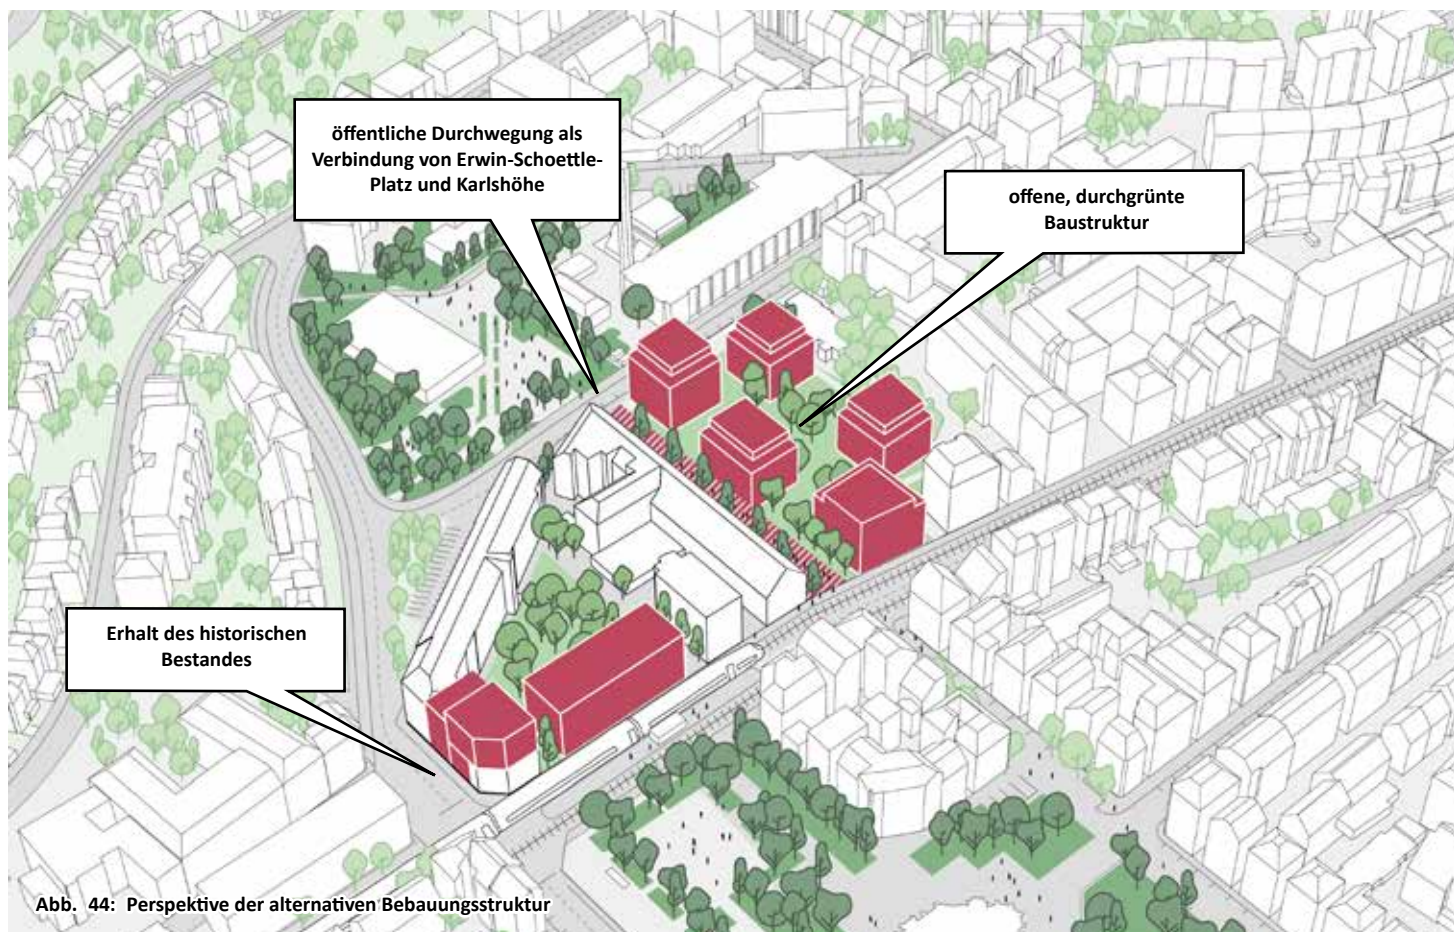 öffentliche Durchwegung als
Verbindung von Erwin-Schoettle-
Platz und Karlshöhe
offene, durchgrünte
Baustruktur
Erhalt des historischen
Bestandes
Abb. 44: Perspektive der alternativen Bebauungsstruktur